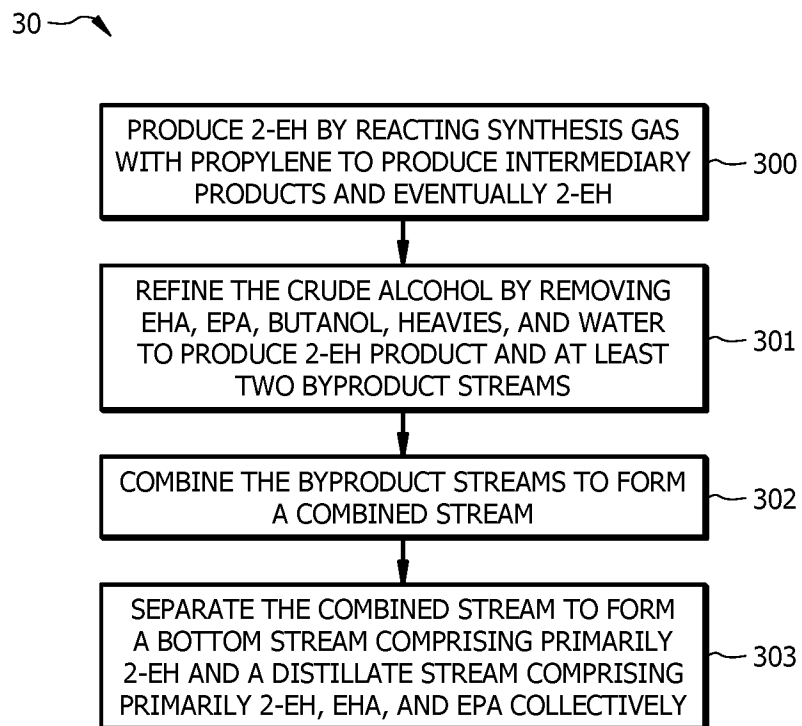 30
PRODUCE 2-EH BY REACTING SYNTHESIS GAS
WITH PROPYLENE TO PRODUCE INTERMEDIARY
PRODUCTS AND EVENTUALLY 2-EH
300
REFINE THE CRUDE ALCOHOL BY REMOVING
EHA, EPA, BUTANOL, HEAVIES, AND WATER
TO PRODUCE 2-EH PRODUCT AND AT LEAST
TWO BYPRODUCT STREAMS
301
COMBINE THE BYPRODUCT STREAMS TO FORM
A COMBINED STREAM
302
SEPARATE THE COMBINED STREAM TO FORM
A BOTTOM STREAM COMPRISING PRIMARILY
2-EH AND A DISTILLATE STREAM COMPRISING
PRIMARILY 2-EH, EHA, AND EPA COLLECTIVELY
303